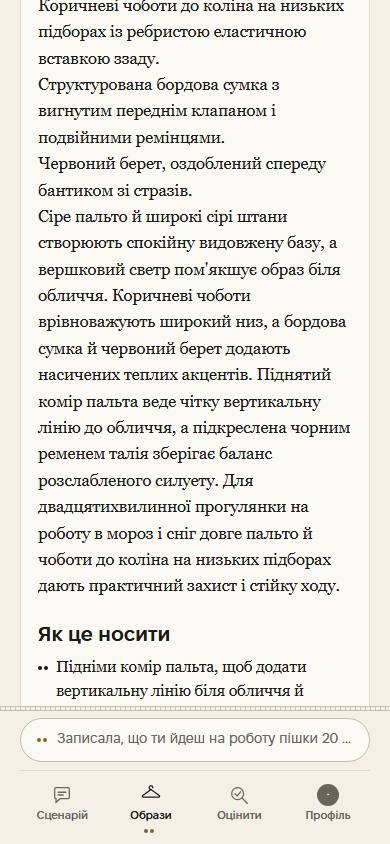 Коричневі чоботи до коліна на низьких
підборах із ребристою еластичною
вставкою ззаду.
Структурована бордова сумка з
вигнутим переднім клапаном і
подвійними ремінцями.
Червоний берет, оздоблений спереду
бантиком зі стразів.
Сіре пальто й широкі сірі штани
створюють спокійну видовжену базу, а
вершковий светр пом'якшує образ біля
обличчя. Коричневі чоботи
врівноважують широкий низ, а бордова
сумка й червоний берет додають
насичених теплих акцентів. Піднятий
комір пальта веде чітку вертикальну
лінію до обличчя, а підкреслена чорним
ременем талія зберігає баланс
розслабленого силуету. Для
двадцятихвилинної прогулянки на
роботу в мороз і сніг довге пальто й
чоботи до коліна на низьких підборах
дають практичний захист і стійку ходу.
Як це носити
Підніми комір пальта, щоб додати
вертикальну лінію біля обличчя й
Записала, що ти йдеш на роботу пішки 20 ...
Сценарій
Образи
Оцінити
Профіль